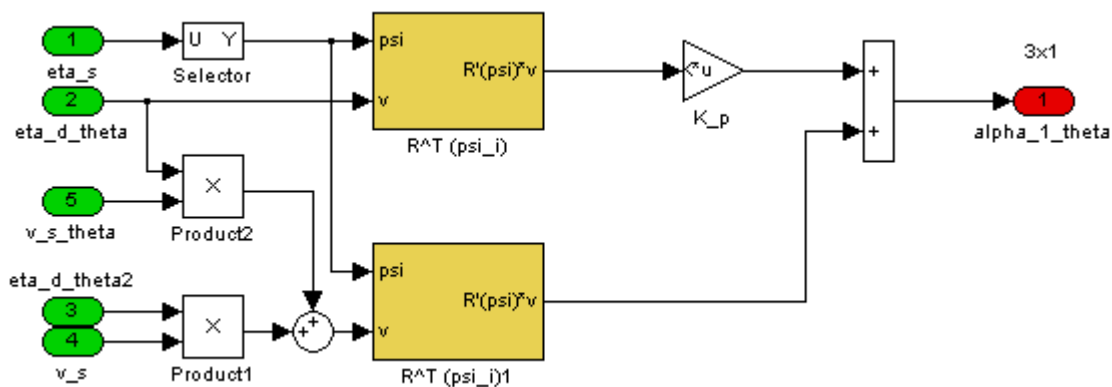 1
eta_s
U Y
Selector
psi
v
R'(psi)*v
R^T (psi_i)
u
K_p
+
+
3x1
1
alpha_1_theta
2
eta_d_theta
5
v_s_theta
×
Product2
eta_d_theta2
3
4
v_s
×
Product1
+
+
psi
v
R'(psi)*v
R^T (psi_i)1